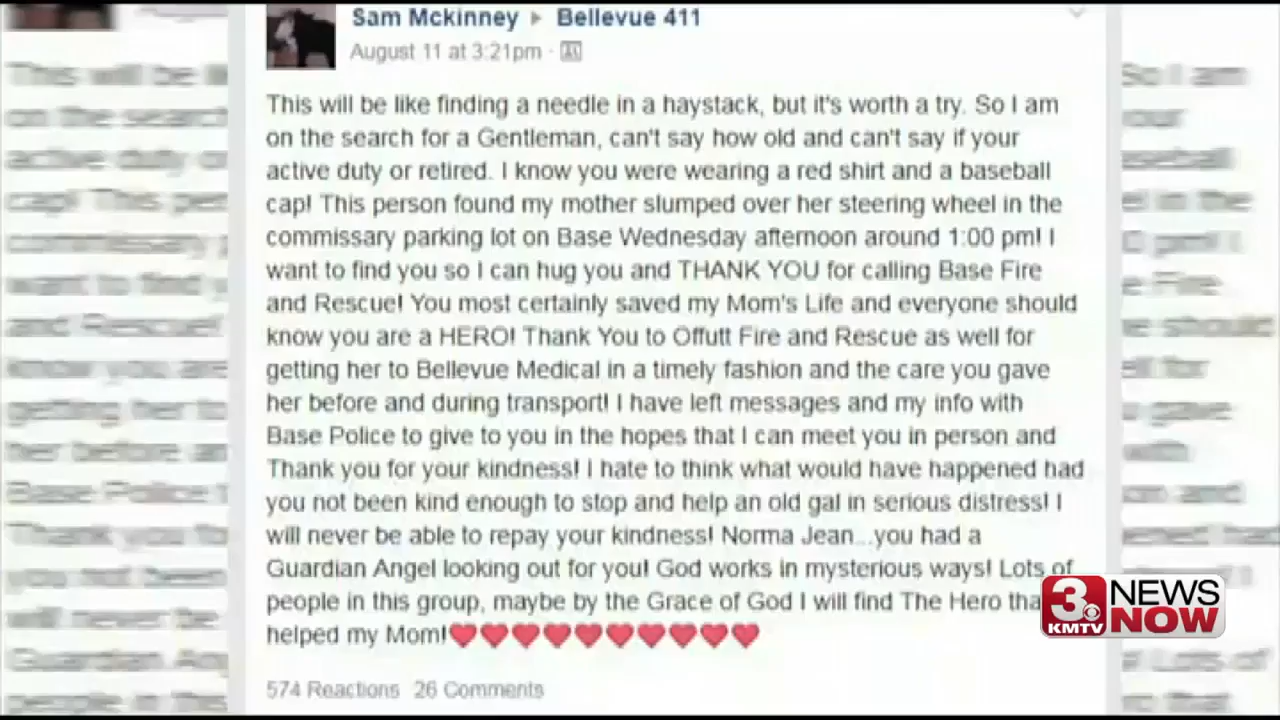 Sam Mckinney ▸ Bellevue 411
August 11 at 3:21pm ·
This will be like finding a needle in a haystack, but it's worth a try. So I am
on the search for a Gentleman, can't say how old and can't say if your
active duty or retired. I know you were wearing a red shirt and a baseball
cap! This person found my mother slumped over her steering wheel in the
commissary parking lot on Base Wednesday afternoon around 1:00 pm! I
want to find you so I can hug you and THANK YOU for calling Base Fire
and Rescue! You most certainly saved my Mom's Life and everyone should
know you are a HERO! Thank You to Offutt Fire and Rescue as well for
getting her to Bellevue Medical in a timely fashion and the care you gave
her before and during transport! I have left messages and my info with
Base Police to give to you in the hopes that I can meet you in person and
Thank you for your kindness! I hate to think what would have happened had
you not been kind enough to stop and help an old gal in serious distress! I
will never be able to repay your kindness! Norma Jean...you had a
Guardian Angel looking out for you! God works in mysterious ways! Lots of
people in this group, maybe by the Grace of God I will find The Hero tha
helped my Mom!❤❤❤❤❤❤❤❤❤❤
574 Reactions 26 Comments
3 KMTV NEWS NOW